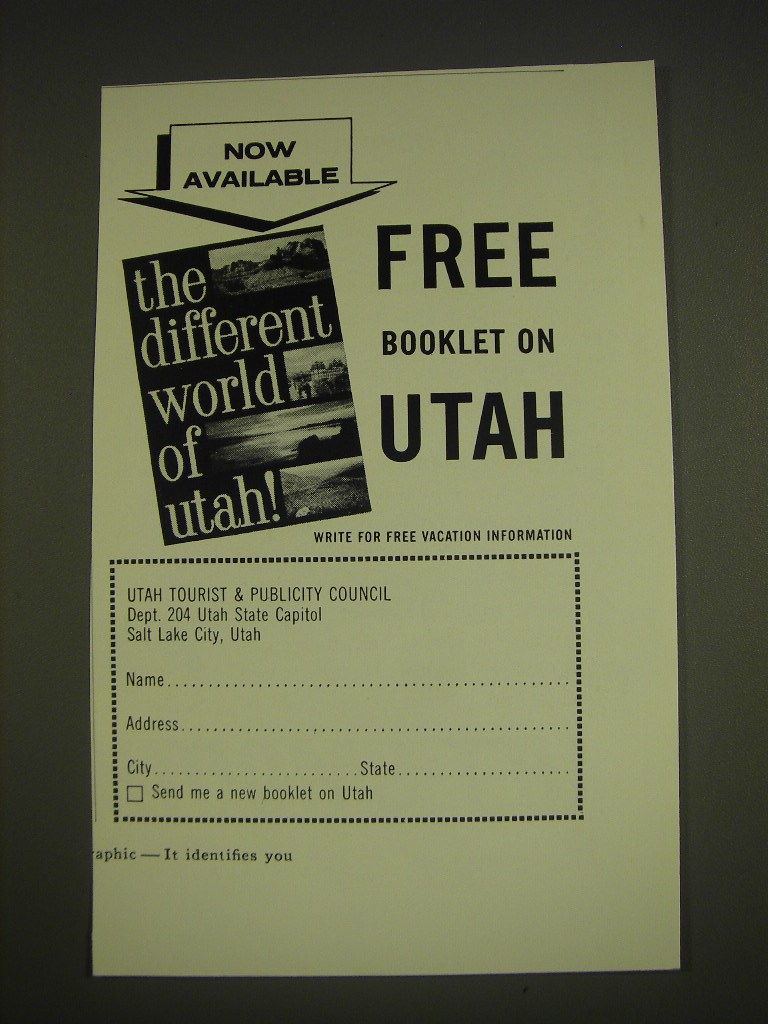 NOW
AVAILABLE
the
different
world
of
utah!
FREE
BOOKLET ON
UTAH
WRITE FOR FREE VACATION INFORMATION
UTAH TOURIST & PUBLICITY COUNCIL
Dept. 204 Utah State Capitol
Salt Lake City, Utah
Name
Address
City State
Send me a new booklet on Utah
raphic — It identifies you